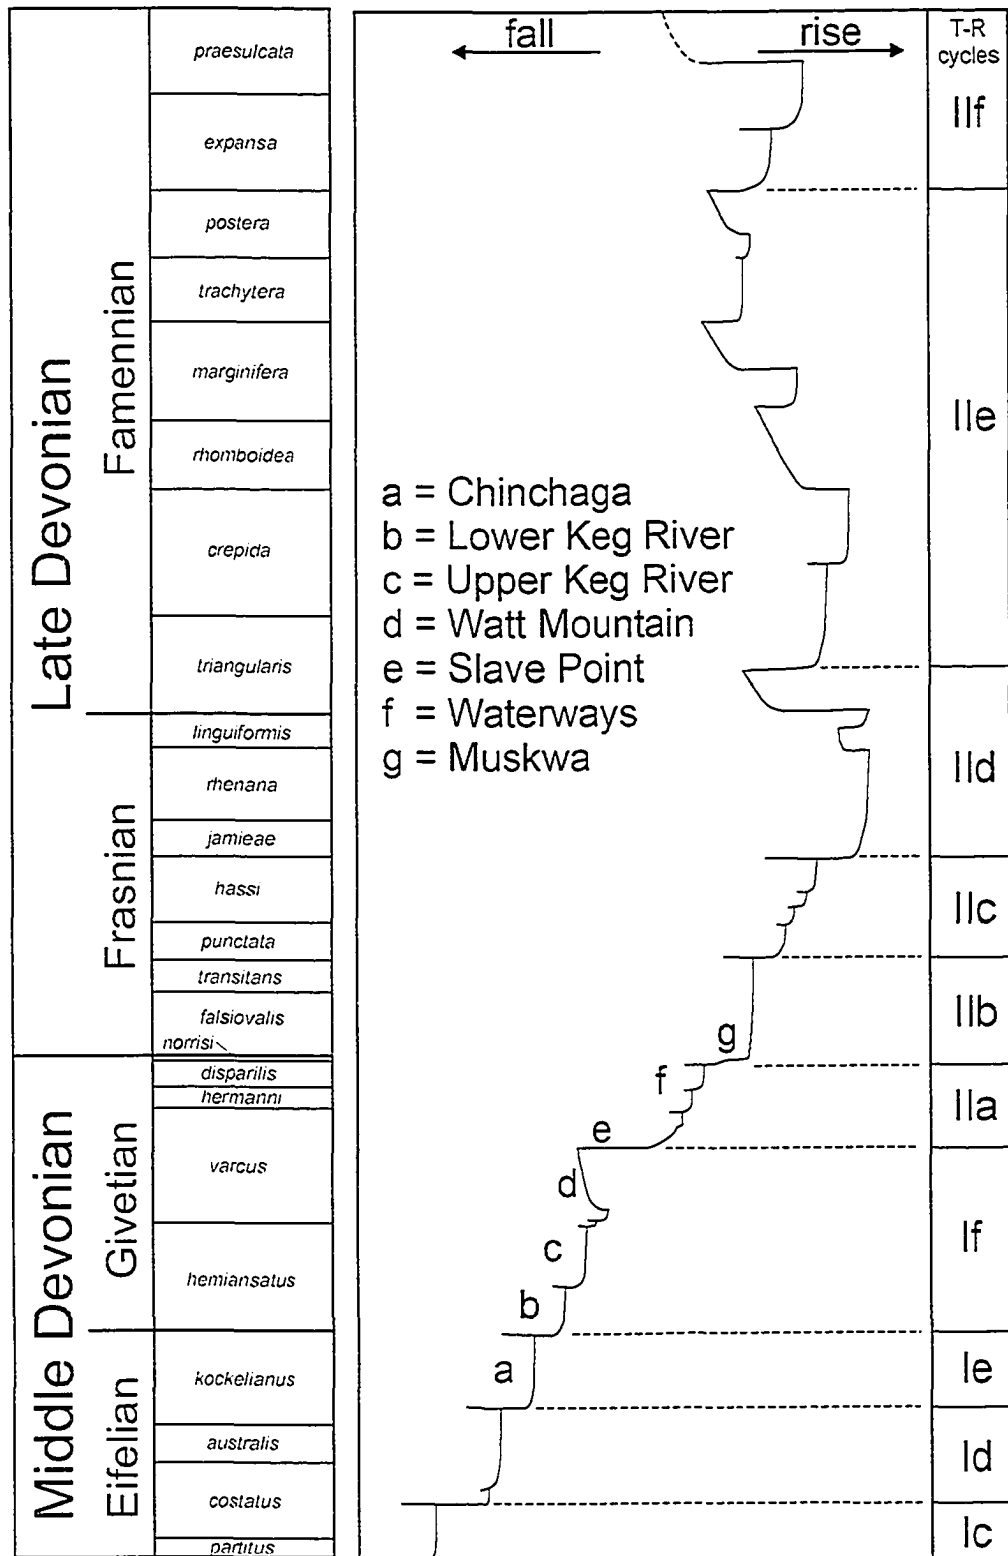 fall
rise
T-R
cycles
Late Devonian
Famennian
praesulcata
expansa
postera
trachytera
marginifera
rhomboidea
crepida
triangularis
Frasnian
linguiformis
rhenana
jamieae
hassi
punctata
transitans
falsiovalis
norrisi
Middle Devonian
Givetian
disparilis
hermanni
varcus
hemiansatus
Eifelian
kockelianus
australis
costatus
partitus
a = Chinchaga
b = Lower Keg River
c = Upper Keg River
d = Watt Mountain
e = Slave Point
f = Waterways
g = Muskwa
g
f
e
d
c
b
a
IIf
IIe
IId
IIc
IIb
IIa
If
Ie
Id
Ic